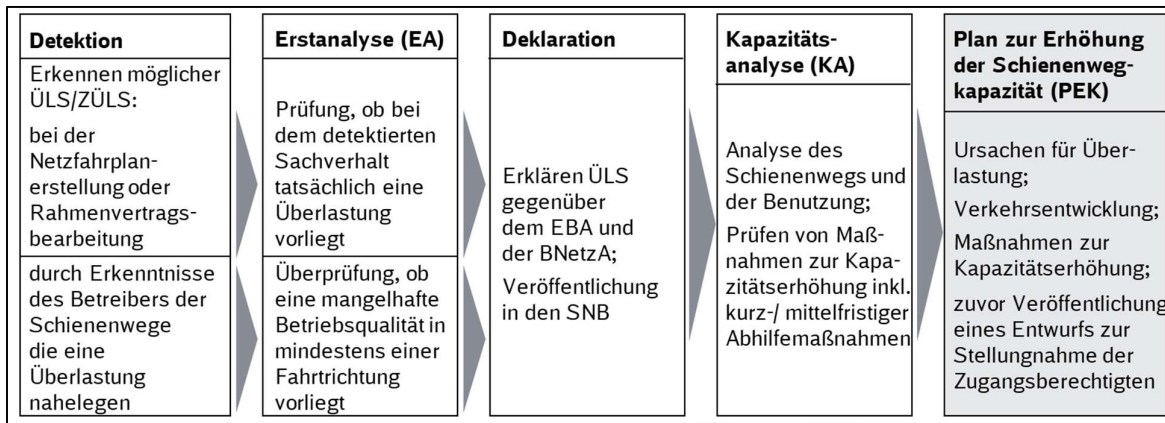 Detektion
Erkennen möglicher
ÜLS/ZÜLS:
bei der
Netzfahrplan-
erstellung oder
Rahmenvertrags-
bearbeitung
durch Erkenntnisse
des Betreibers der
Schienenwege
die eine
Überlastung
nahelegen
Erstanalyse (EA)
Prüfung, ob bei
dem detektierten
Sachverhalt
tatsächlich eine
Überlastung
vorliegt
Überprüfung, ob
eine mangelhafte
Betriebsqualität in
mindestens einer
Fahrtrichtung
vorliegt
Deklaration
Erklären ÜLS
gegenüber
dem EBA und
der BNetzA;
Veröffentlichung
in den SNB
Kapazitäts-
analyse (KA)
Analyse des
Schienenwegs und
der Benutzung;
Prüfen von Maß-
nahmen zur Kapa-
zitätserhöhung inkl.
kurz-/ mittelfristiger
Abhilfemaßnahmen
Plan zur Erhöhung
der Schienenweg-
kapazität (PEK)
Ursachen für Über-
lastung;
Verkehrsentwicklung;
Maßnahmen zur
Kapazitätserhöhung;
zuvor Veröffentlichung
eines Entwurfs zur
Stellungnahme der
Zugangsberechtigten